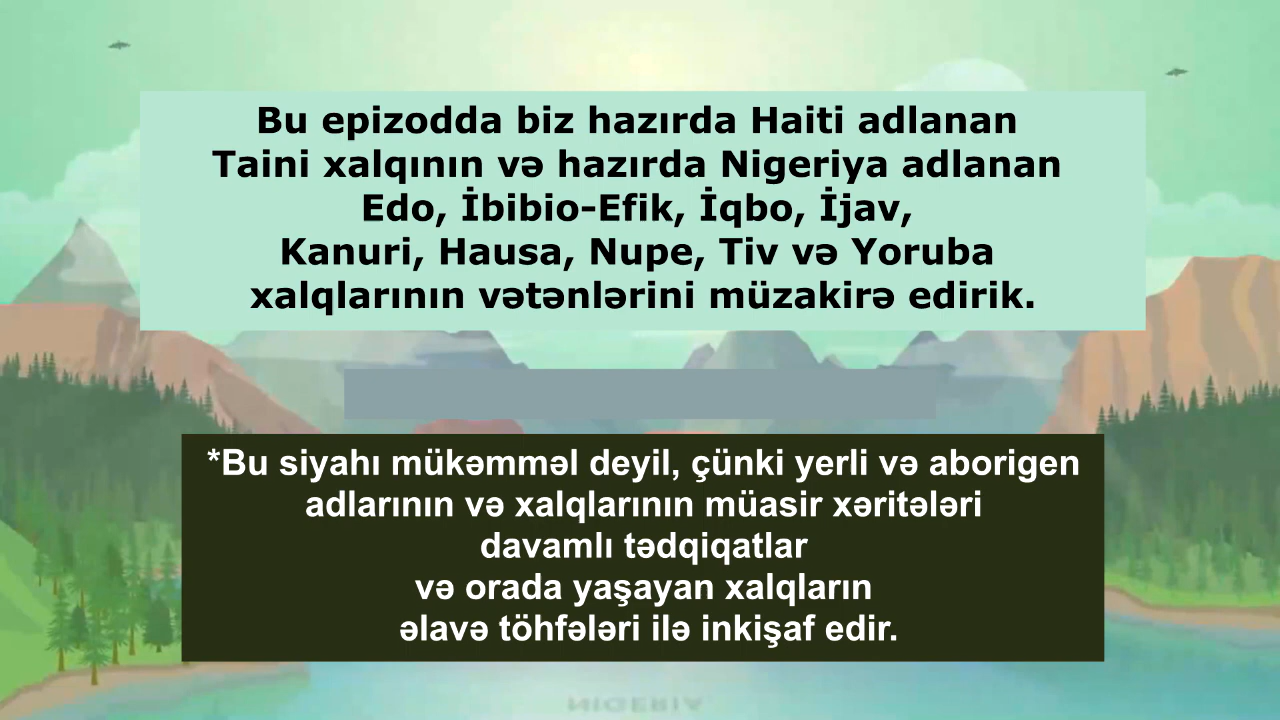 Bu epizodda biz hazırda Haiti adlanan
Taini xalqının və hazırda Nigeriya adlanan
Edo, İbibio-Efik, İqbo, İjav,
Kanuri, Hausa, Nupe, Tiv və Yoruba
xalqlarının vətənlərini müzakirə edirik.
*Bu siyahı mükəmməl deyil, çünki yerli və aborigen
adlarının və xalqlarının müasir xəritələri
davamlı tədqiqatlar
və orada yaşayan xalqların
əlavə töhfələri ilə inkişaf edir.